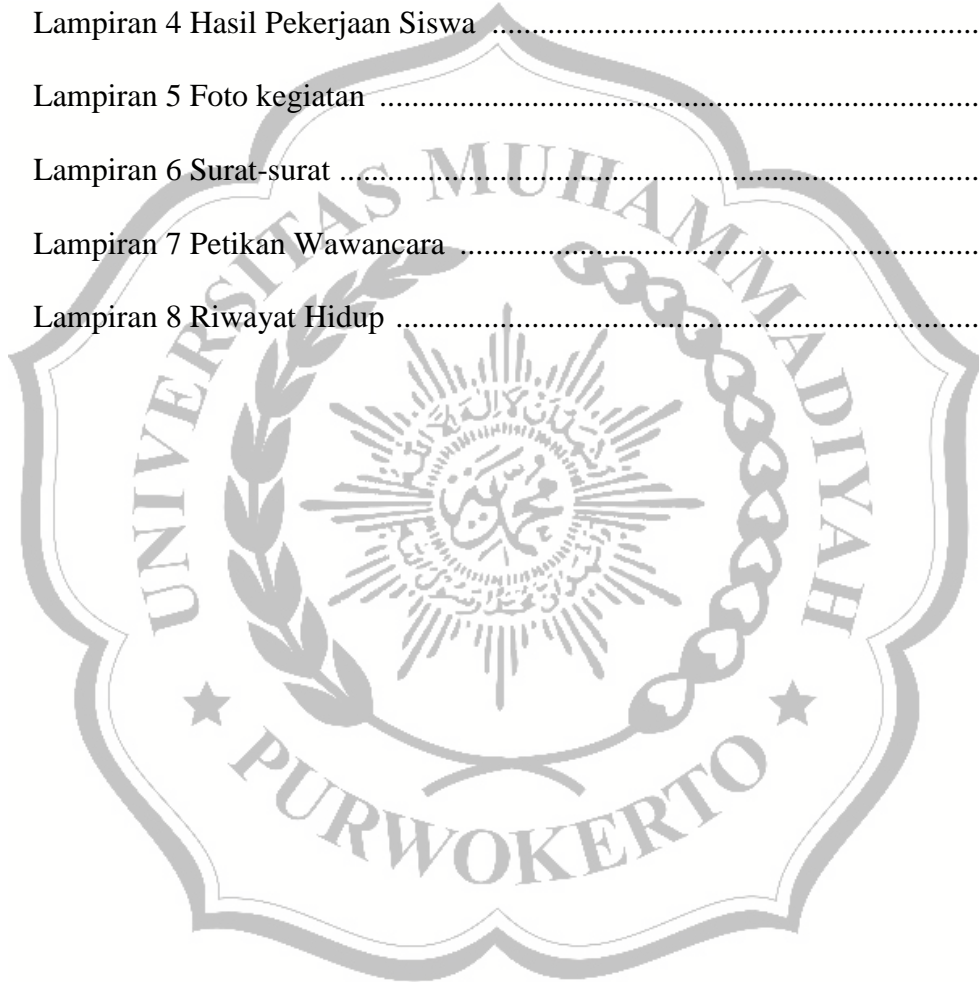 Lampiran 4 Hasil Pekerjaan Siswa ..............................................................
Lampiran 5 Foto kegiatan ............................................................................
Lampiran 6 Surat-surat .................................................................................
Lampiran 7 Petikan Wawancara ..................................................................
Lampiran 8 Riwayat Hidup ..........................................................................
UNIVERSITAS MUHAMMADIYAH
PURWOKERTO